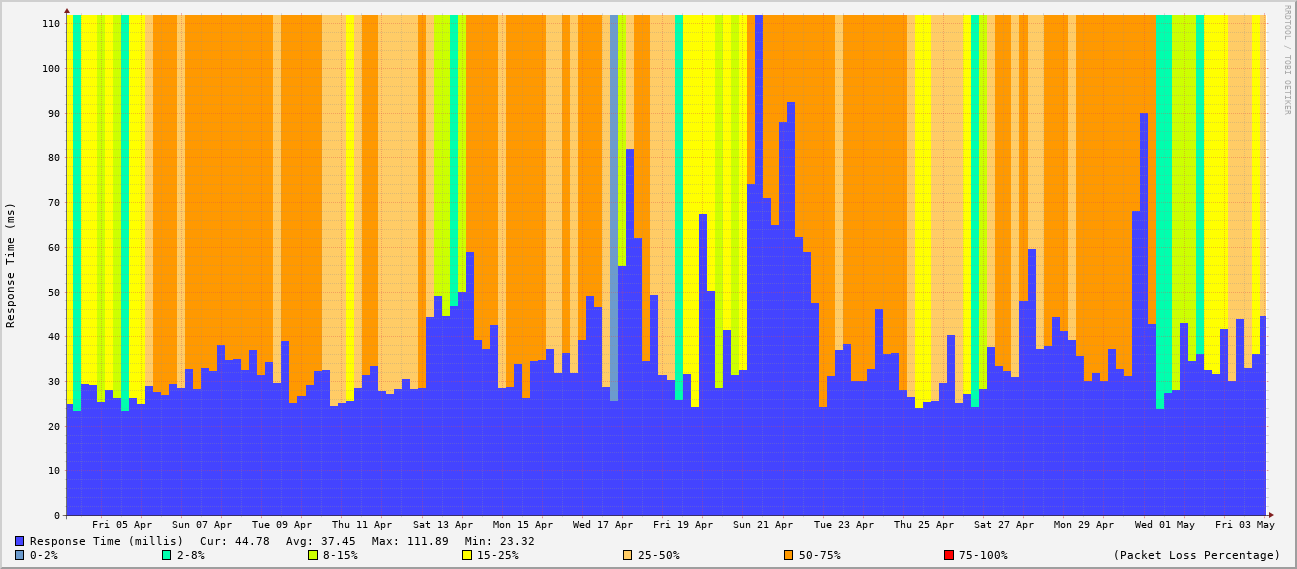 110
100
90
80
70
60
50
40
30
20
10
0
Response Time (ms)
RRDTOOL / TOBI OETIKER
Fri 05 Apr Sun 07 Apr Tue 09 Apr Thu 11 Apr Sat 13 Apr Mon 15 Apr Wed 17 Apr Fri 19 Apr Sun 21 Apr Tue 23 Apr Thu 25 Apr Sat 27 Apr Mon 29 Apr Wed 01 May Fri 03 May
Response Time (millis) Cur: 44.78 Avg: 37.45 Max: 111.89 Min: 23.32
0-2% 2-8% 8-15% 15-25% 25-50% 50-75% 75-100% (Packet Loss Percentage)